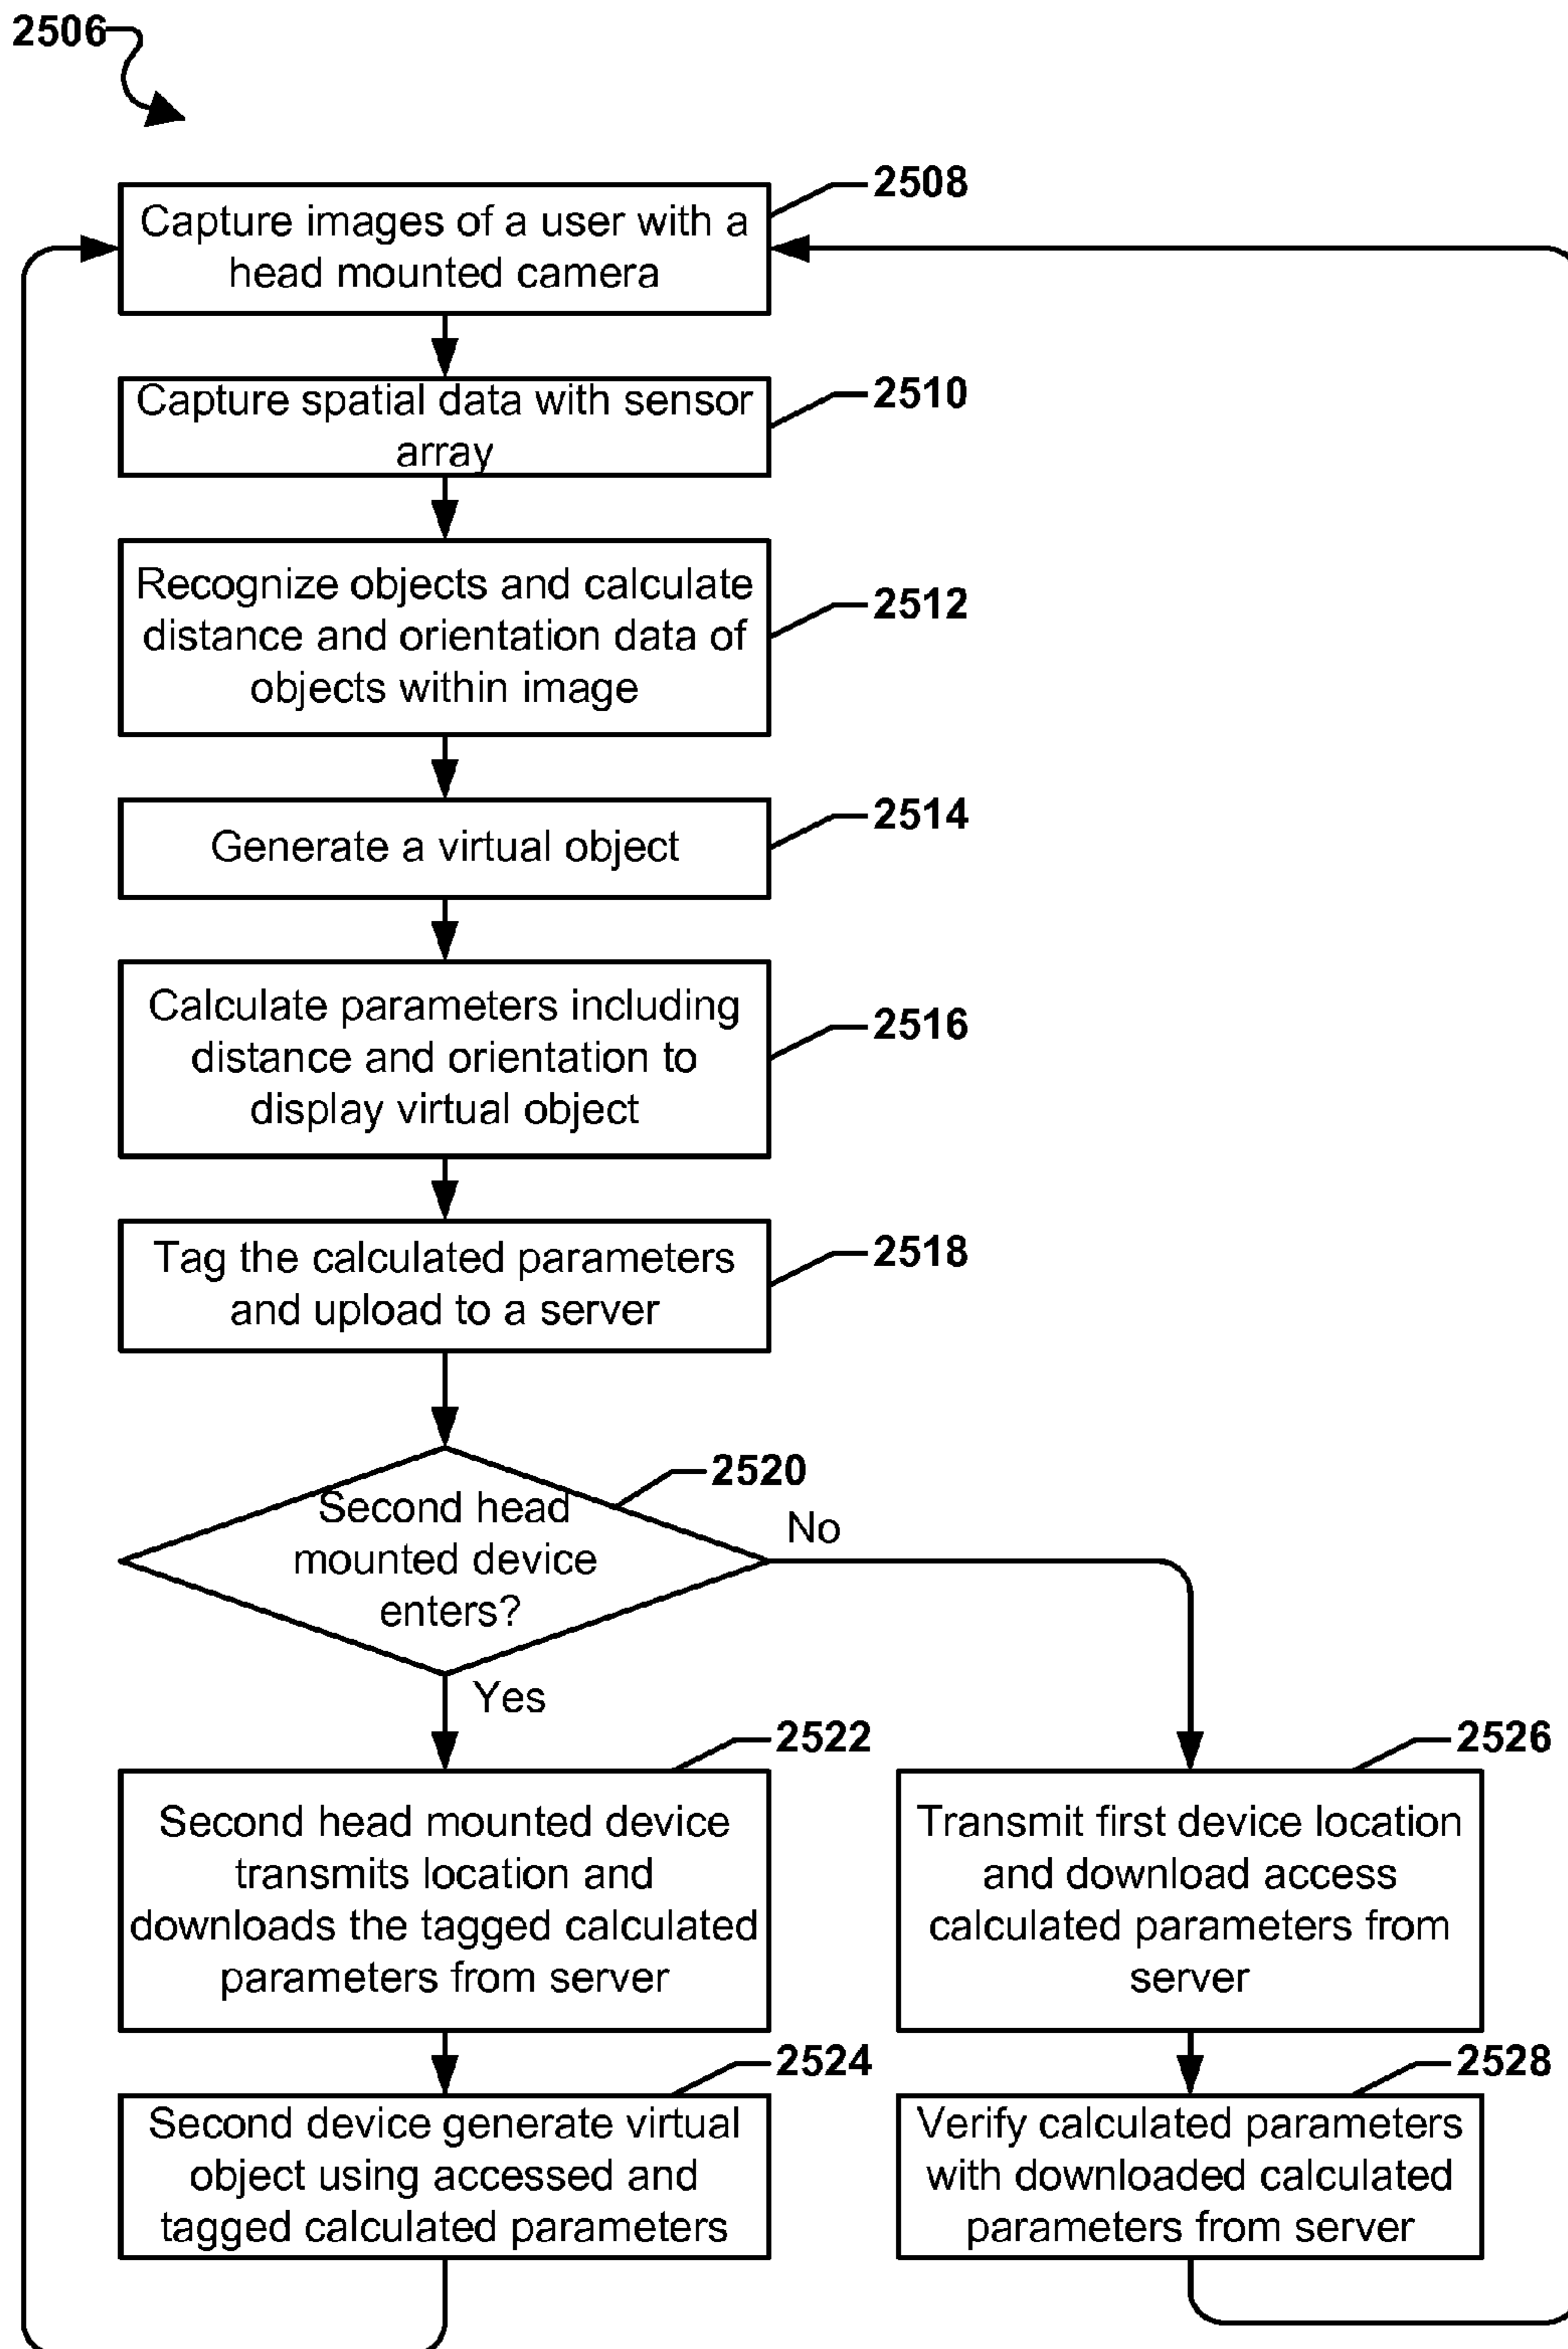 2506
2508
Capture images of a user with a
head mounted camera
2510
Capture spatial data with sensor
array
2512
Recognize objects and calculate
distance and orientation data of
objects within image
2514
Generate a virtual object
2516
Calculate parameters including
distance and orientation to
display virtual object
2518
Tag the calculated parameters
and upload to a server
2520
Second head
mounted device
enters?
No
Yes
2522
Second head mounted device
transmits location and
downloads the tagged calculated
parameters from server
2526
Transmit first device location
and download access
calculated parameters from
server
2524
Second device generate virtual
object using accessed and
tagged calculated parameters
2528
Verify calculated parameters
with downloaded calculated
parameters from server